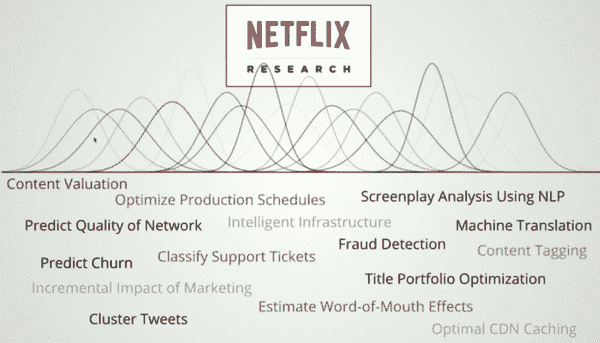 NETFLIX
RESEARCH
Content Valuation
Optimize Production Schedules
Screenplay Analysis Using NLP
Predict Quality of Network
Intelligent Infrastructure
Machine Translation
Fraud Detection
Content Tagging
Classify Support Tickets
Predict Churn
Title Portfolio Optimization
Incremental Impact of Marketing
Estimate Word-of-Mouth Effects
Cluster Tweets
Optimal CDN Caching